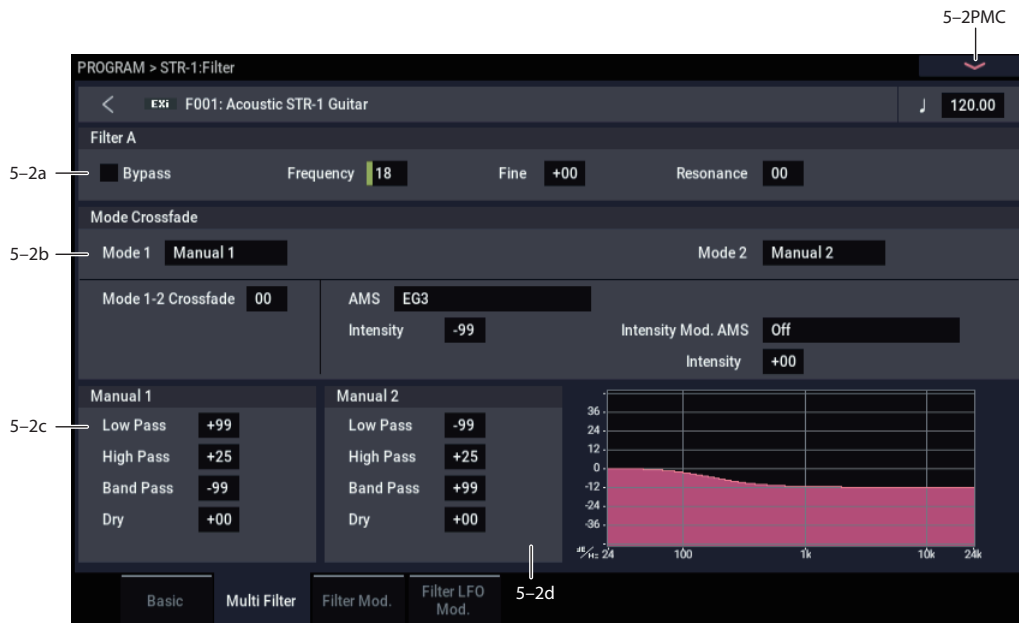 5–2PMC
PROGRAM > STR-1:Filter
EXi F001: Acoustic STR-1 Guitar ♩ 120.00
Filter A
5–2a Bypass Frequency 18 Fine +00 Resonance 00
Mode Crossfade
5–2b Mode 1 Manual 1 Mode 2 Manual 2
Mode 1-2 Crossfade 00 AMS EG3
Intensity -99 Intensity Mod. AMS Off
Intensity +00
Manual 1 Manual 2
5–2c Low Pass +99 Low Pass -99
High Pass +25 High Pass +25
Band Pass -99 Band Pass +99
Dry +00 Dry +00
36
24
12
0
-12
-24
-36
dB/Hz 24 100 1k 10k 24k
5–2d
Basic Multi Filter Filter Mod. Filter LFO
Mod.